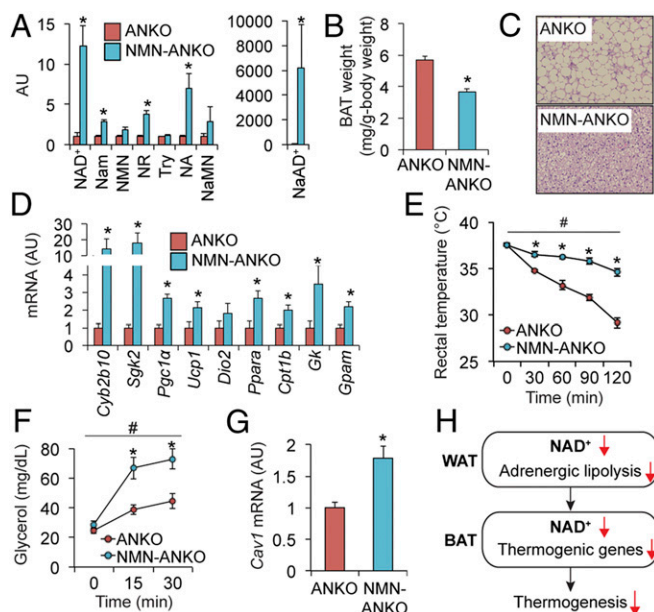 A
ANKO
NMN-ANKO
AU
15
10
5
0
*
*
*
*
NAD⁺
Nam
NMN
NR
Try
NA
NaMN
10000
8000
6000
4000
2000
0
*
NaAD⁺
B
BAT weight
(mg/g-body weight)
8
6
4
2
0
*
ANKO
NMN-
ANKO
C
ANKO
NMN-ANKO
D
ANKO
NMN-ANKO
mRNA (AU)
30
20
10
4
3
2
1
0
*
*
*
*
*
*
*
*
Cyb2b10
Sgk2
Pgc1α
Ucp1
Dio2
Ppara
Cpt1b
Gk
Gpam
E
Rectal temperature (°C)
40
35
30
25
#
* * * *
ANKO
NMN-ANKO
0 30 60 90 120
Time (min)
F
Glycerol (mg/dL)
80
60
40
20
0
#
* *
ANKO
NMN-ANKO
0 15 30
Time (min)
G
Cav1 mRNA (AU)
2
1.5
1
0.5
0
*
ANKO
NMN-
ANKO
H
WAT
NAD⁺
Adrenergic lipolysis
BAT
NAD⁺
Thermogenic genes
Thermogenesis